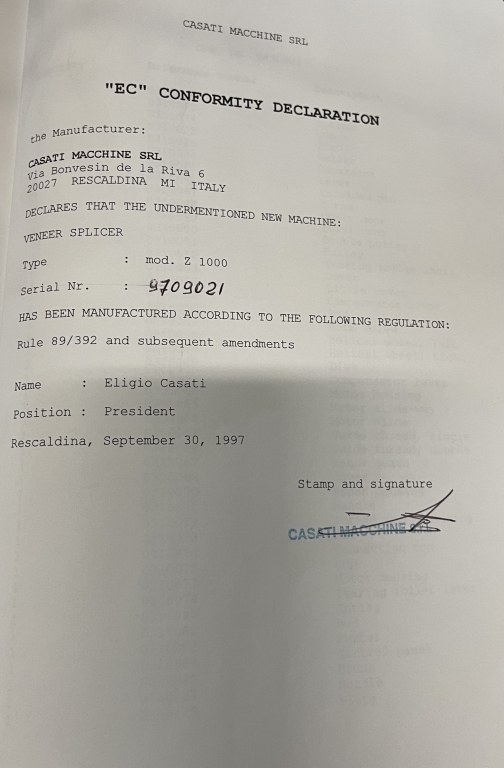 CASATI MACCHINE SRL
"EC" CONFORMITY DECLARATION
the Manufacturer:
CASATI MACCHINE SRL
Via Bonvesin de la Riva 6
20027 RESCALDINA MI ITALY
DECLARES THAT THE UNDERMENTIONED NEW MACHINE:
VENEER SPLICER
Type : mod. Z 1000
Serial Nr. : 9709021
HAS BEEN MANUFACTURED ACCORDING TO THE FOLLOWING REGULATION:
Rule 89/392 and subsequent amendments
Name : Eligio Casati
Position : President
Rescaldina, September 30, 1997
Stamp and signature
CASATI MACCHINE SRL